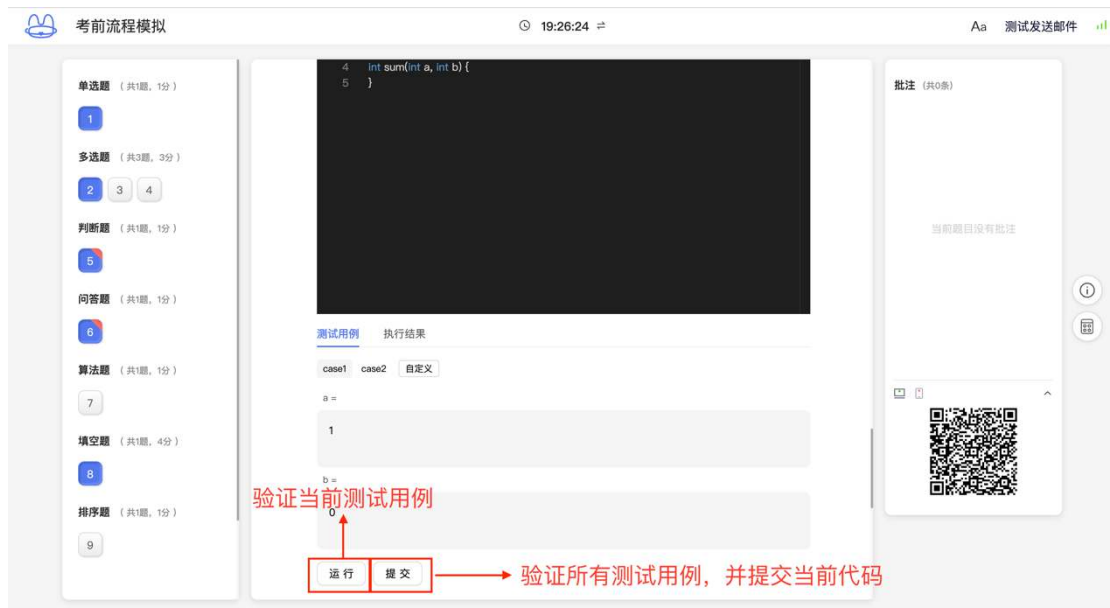 考前流程模拟
19:26:24
Aa 测试发送邮件
单选题 （共1题，1分）
1
多选题 （共3题，3分）
2 3 4
判断题 （共1题，1分）
5
问答题 （共1题，1分）
6
算法题 （共1题，1分）
7
填空题 （共1题，4分）
8
排序题 （共1题，1分）
9
4 int sum(int a, int b) {
5 }
测试用例 执行结果
case1 case2 自定义
a =
1
b =
0
验证当前测试用例
运行 提交
验证所有测试用例，并提交当前代码
批注 （共0条）
当前题目没有批注